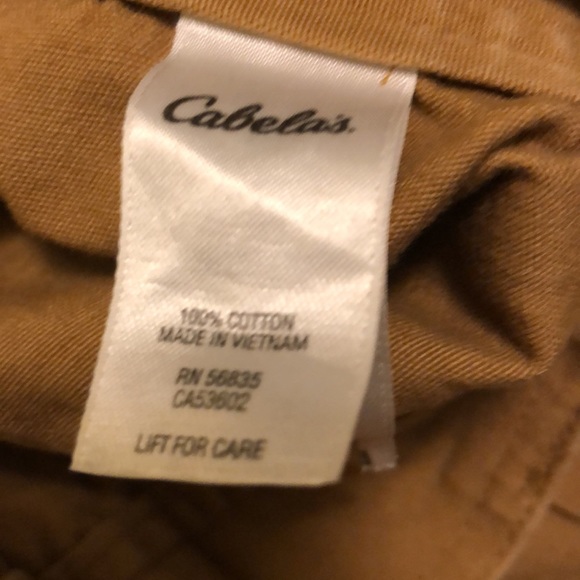 Cabela's.
100% COTTON
MADE IN VIETNAM
RN 56835
CA53602
LIFT FOR CARE